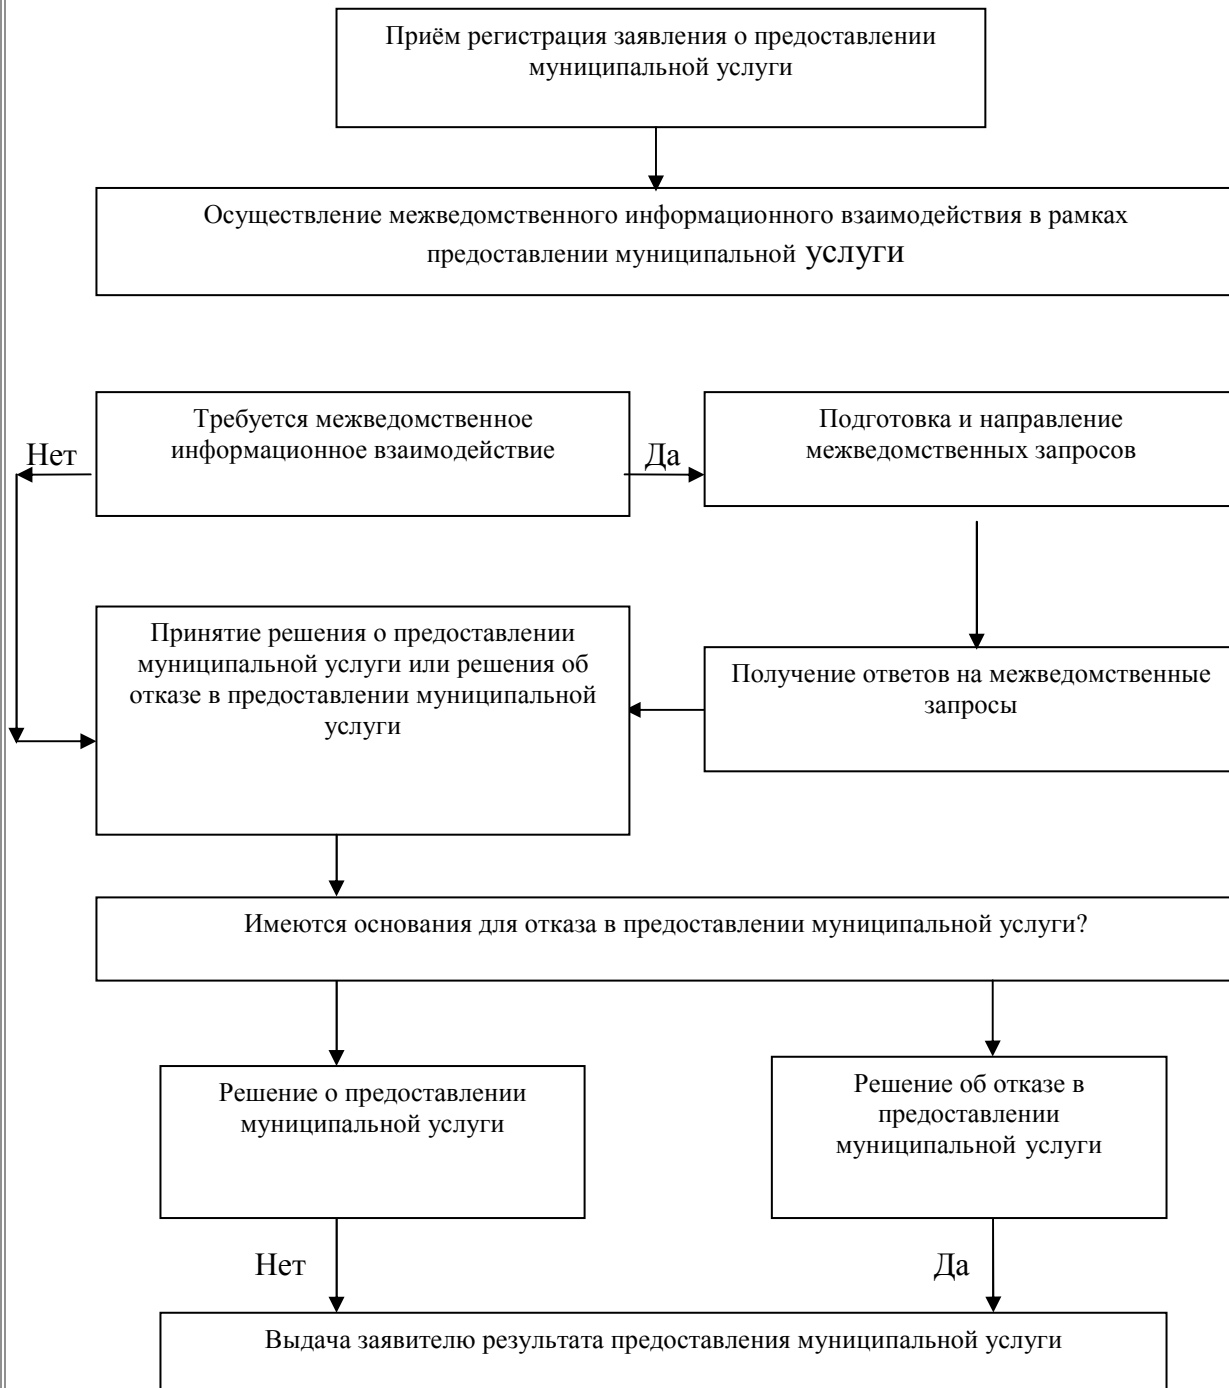 Приём регистрация заявления о предоставлении
муниципальной услуги
Осуществление межведомственного информационного взаимодействия в рамках
предоставлении муниципальной услуги
Требуется межведомственное
информационное взаимодействие
Нет
Да
Подготовка и направление
межведомственных запросов
Принятие решения о предоставлении
муниципальной услуги или решения об
отказе в предоставлении муниципальной
услуги
Получение ответов на межведомственные
запросы
Имеются основания для отказа в предоставлении муниципальной услуги?
Решение о предоставлении
муниципальной услуги
Решение об отказе в
предоставлении
муниципальной услуги
Нет
Да
Выдача заявителю результата предоставления муниципальной услуги